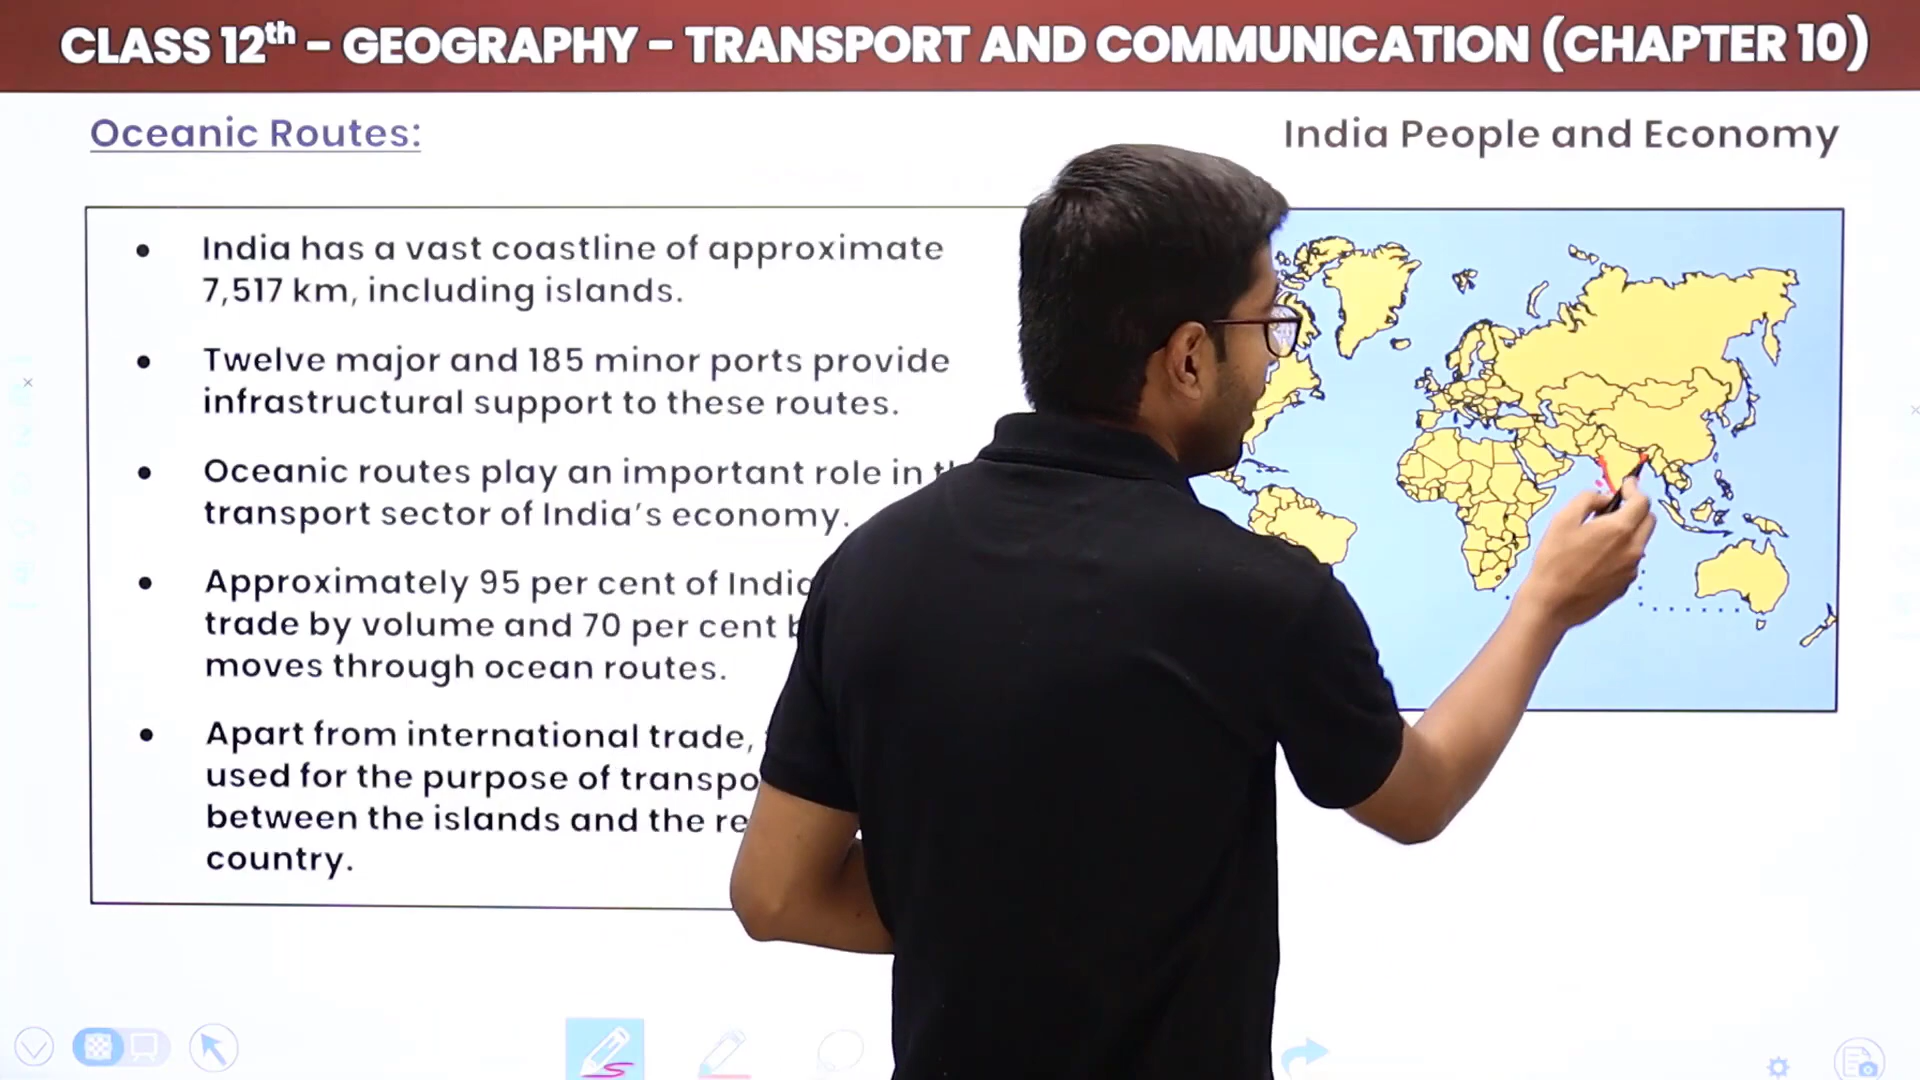 CLASS 12th - GEOGRAPHY - TRANSPORT AND COMMUNICATION (CHAPTER 10)
Oceanic Routes:
India People and Economy
• India has a vast coastline of approximate
7,517 km, including islands.
• Twelve major and 185 minor ports provide
infrastructural support to these routes.
• Oceanic routes play an important role in
transport sector of India's economy.
• Approximately 95 per cent of
trade by volume and 70 per cent
moves through ocean routes.
• Apart from international trade,
used for the purpose of
between the islands and the
country.